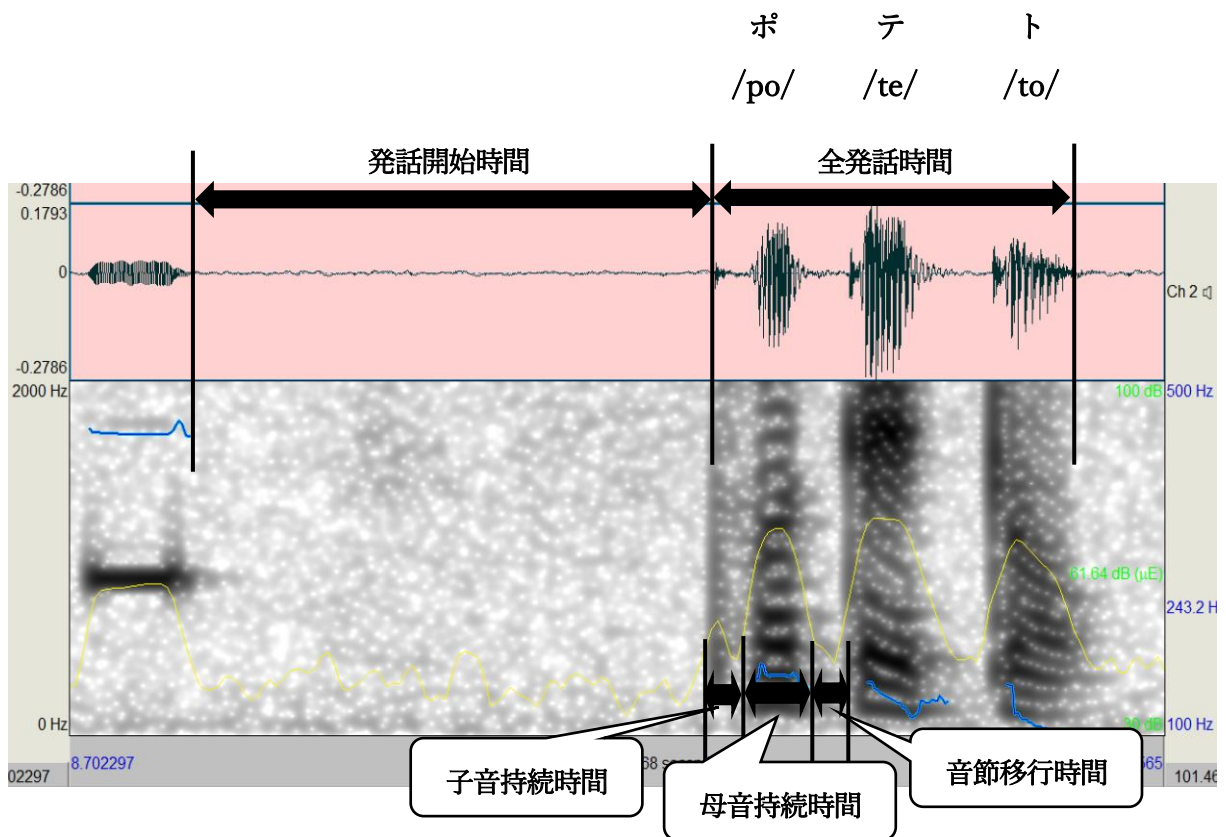 ポ テ ト
/po/ /te/ /to/
発話開始時間 全発話時間
-0.2786
0.1793
0
Ch 2
-0.2786
2000 Hz 100 dB 500 Hz
61.64 dB (μE)
243.2 H
0 Hz 100 Hz
8.702297
02297
101.46
子音持続時間
母音持続時間
音節移行時間